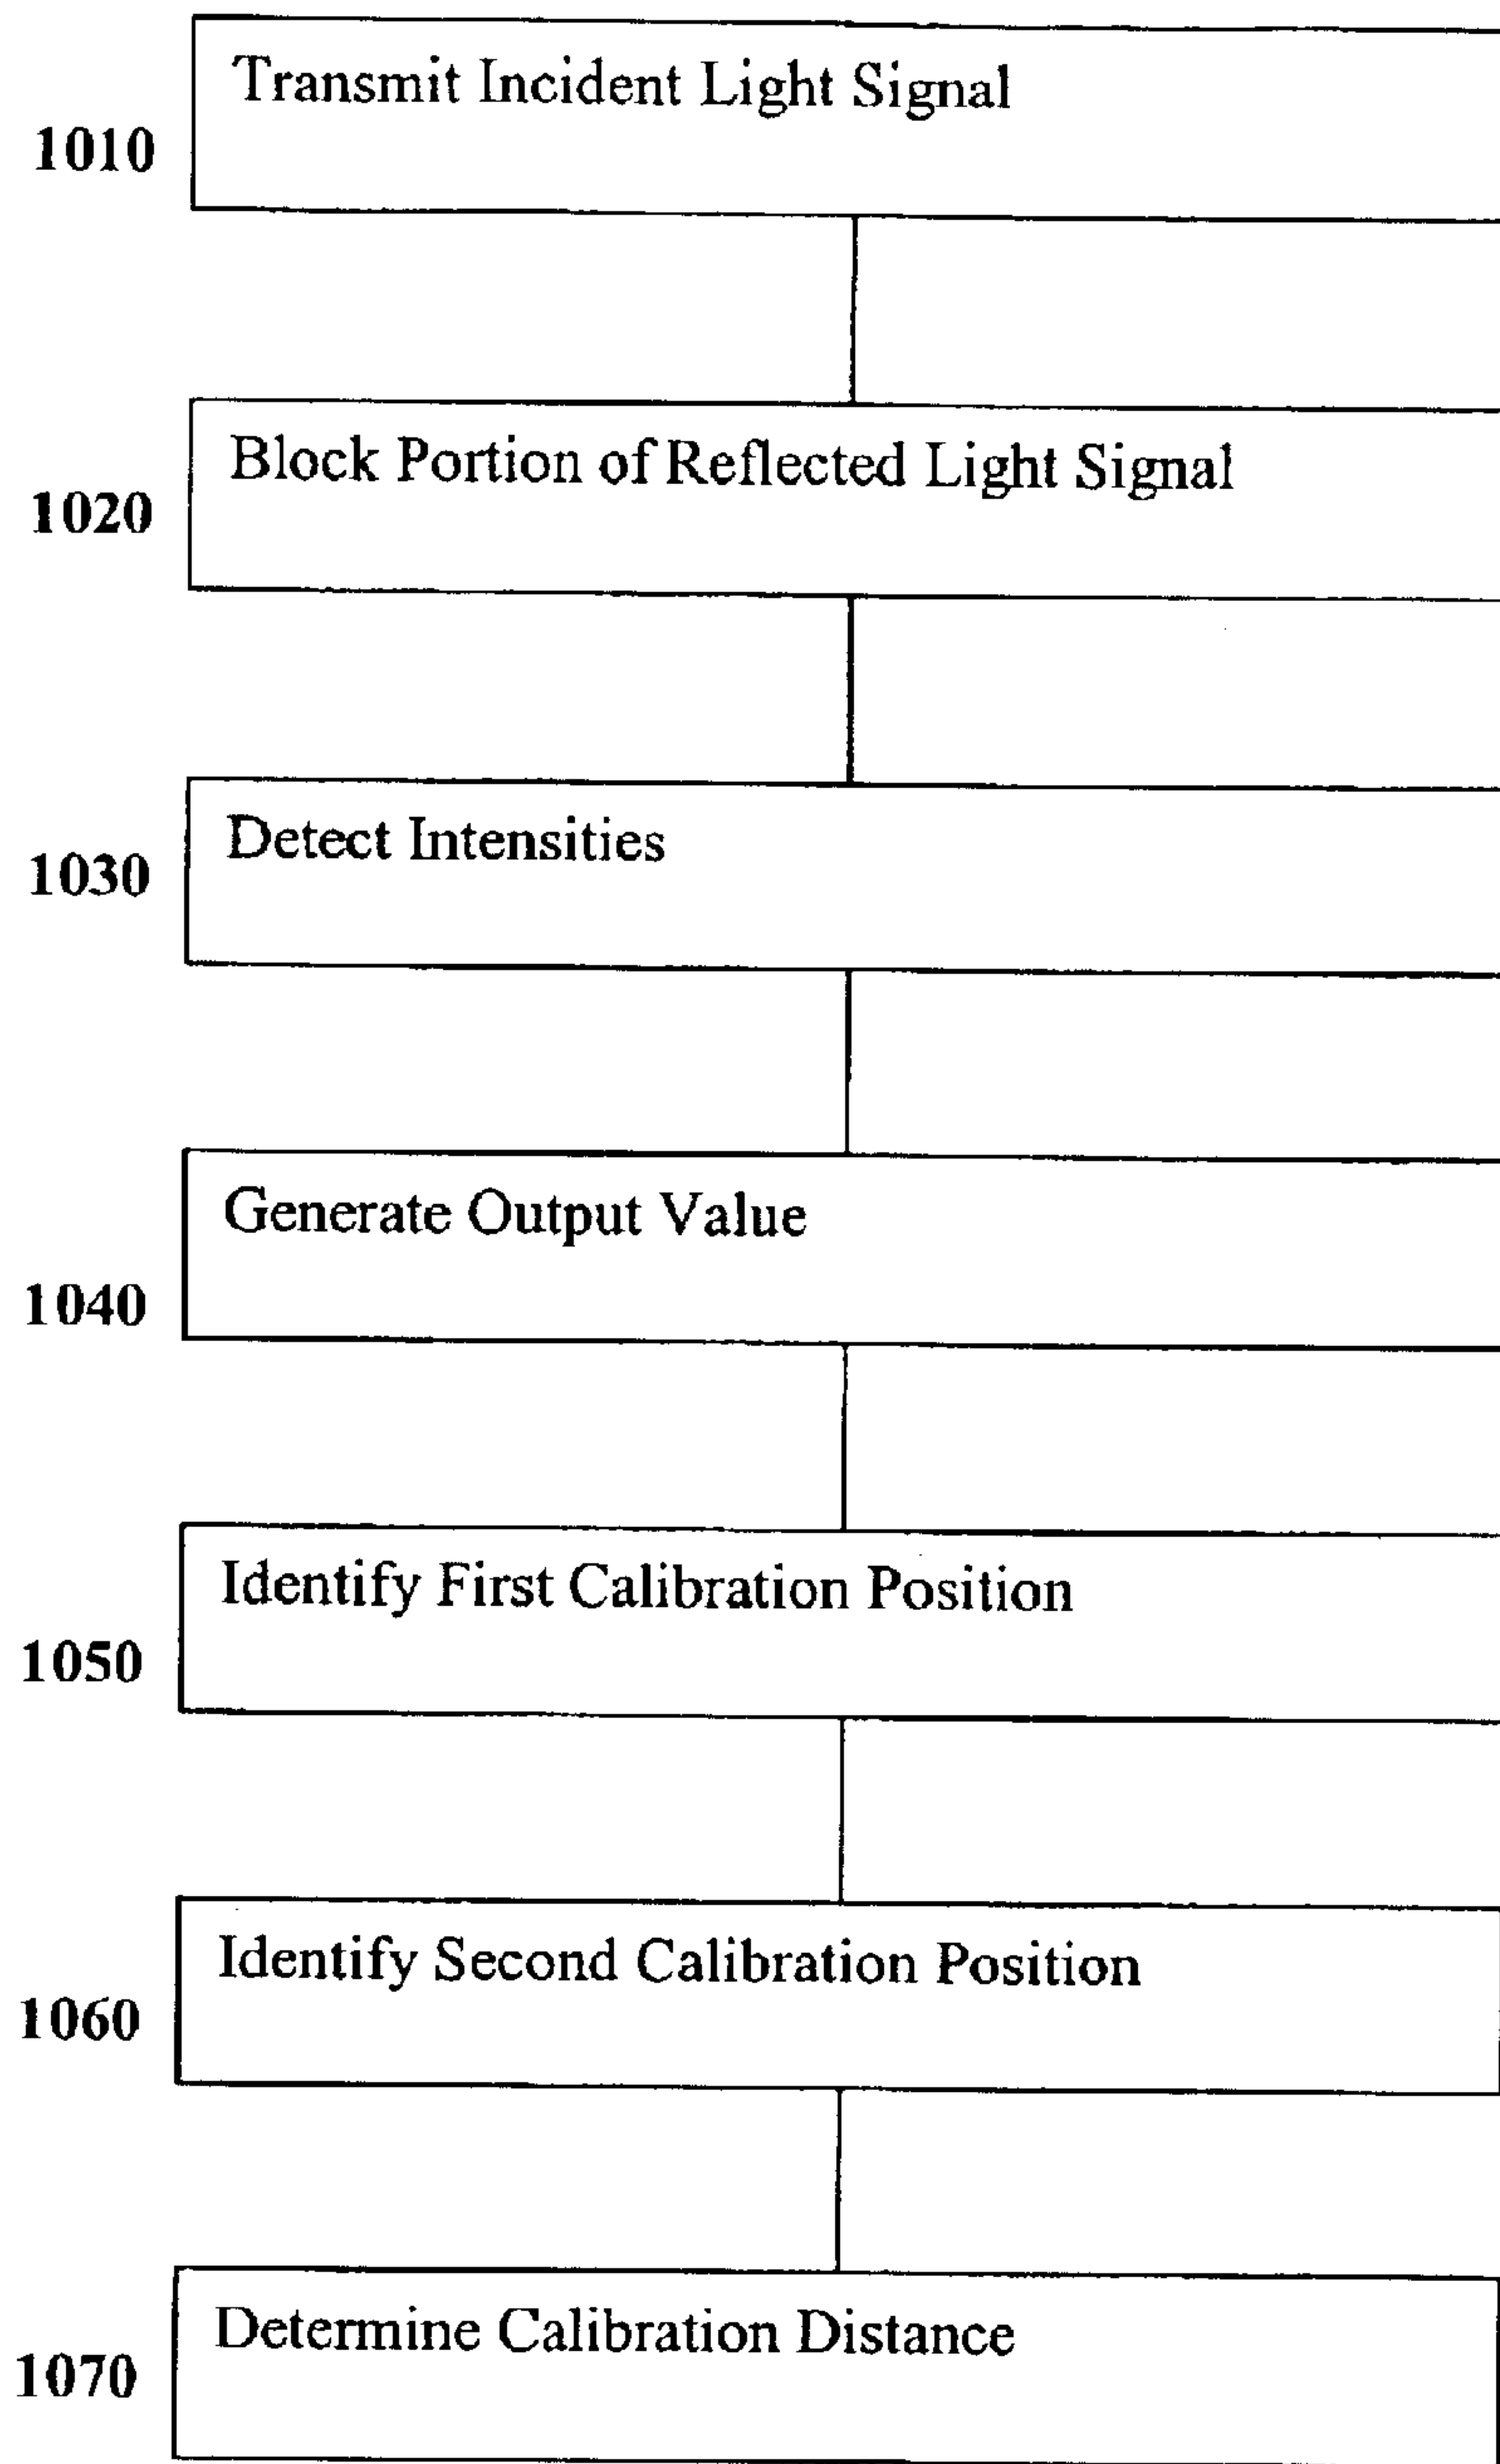 Transmit Incident Light Signal
1010
Block Portion of Reflected Light Signal
1020
Detect Intensities
1030
Generate Output Value
1040
Identify First Calibration Position
1050
Identify Second Calibration Position
1060
Determine Calibration Distance
1070